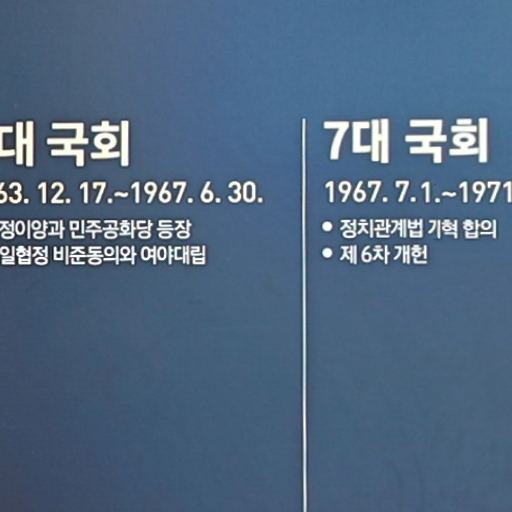 대 국회
63. 12. 17.~1967. 6. 30.
정이양과 민주공화당 등장
일협정 비준동의와 여야대립
7대 국회
1967. 7. 1.~1971
• 정치관계법 개혁 합의
• 제 6차 개헌